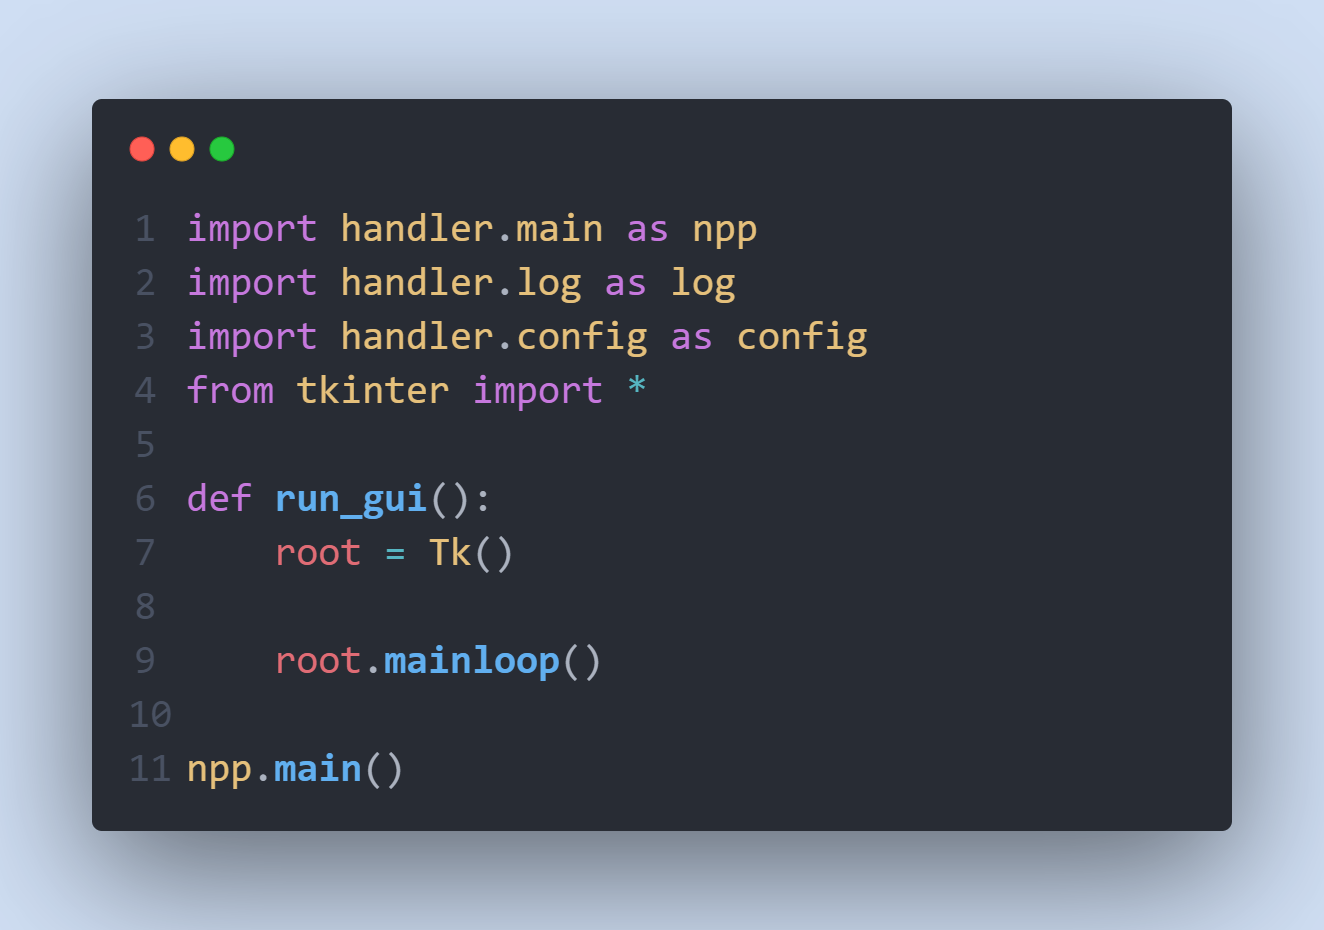 1 import handler.main as npp
2 import handler.log as log
3 import handler.config as config
4 from tkinter import *
5
6 def run_gui():
7     root = Tk()
8
9     root.mainloop()
10
11 npp.main()